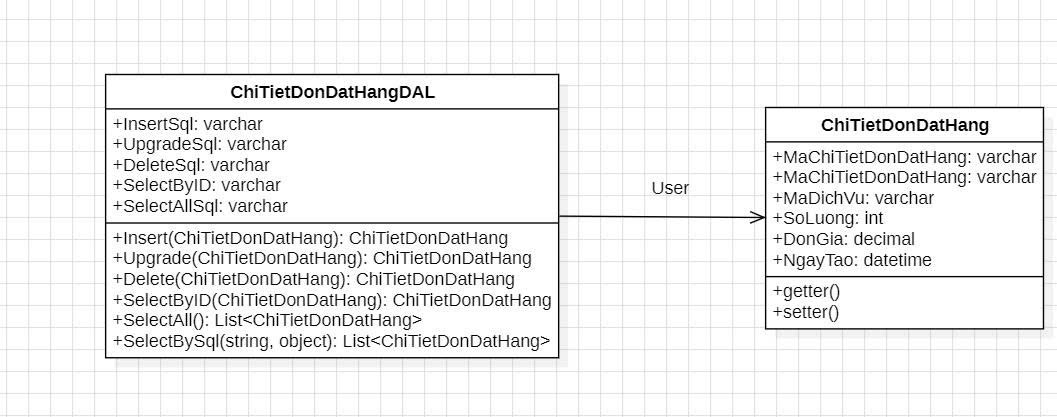 ChiTietDonDatHangDAL
+InsertSql: varchar
+UpgradeSql: varchar
+DeleteSql: varchar
+SelectByID: varchar
+SelectAllSql: varchar
+Insert(ChiTietDonDatHang): ChiTietDonDatHang
+Upgrade(ChiTietDonDatHang): ChiTietDonDatHang
+Delete(ChiTietDonDatHang): ChiTietDonDatHang
+SelectByID(ChiTietDonDatHang): ChiTietDonDatHang
+SelectAll(): List<ChiTietDonDatHang>
+SelectBySql(string, object): List<ChiTietDonDatHang>
User
ChiTietDonDatHang
+MaChiTietDonDatHang: varchar
+MaChiTietDonDatHang: varchar
+MaDichVu: varchar
+SoLuong: int
+DonGia: decimal
+NgayTao: datetime
+getter()
+setter()